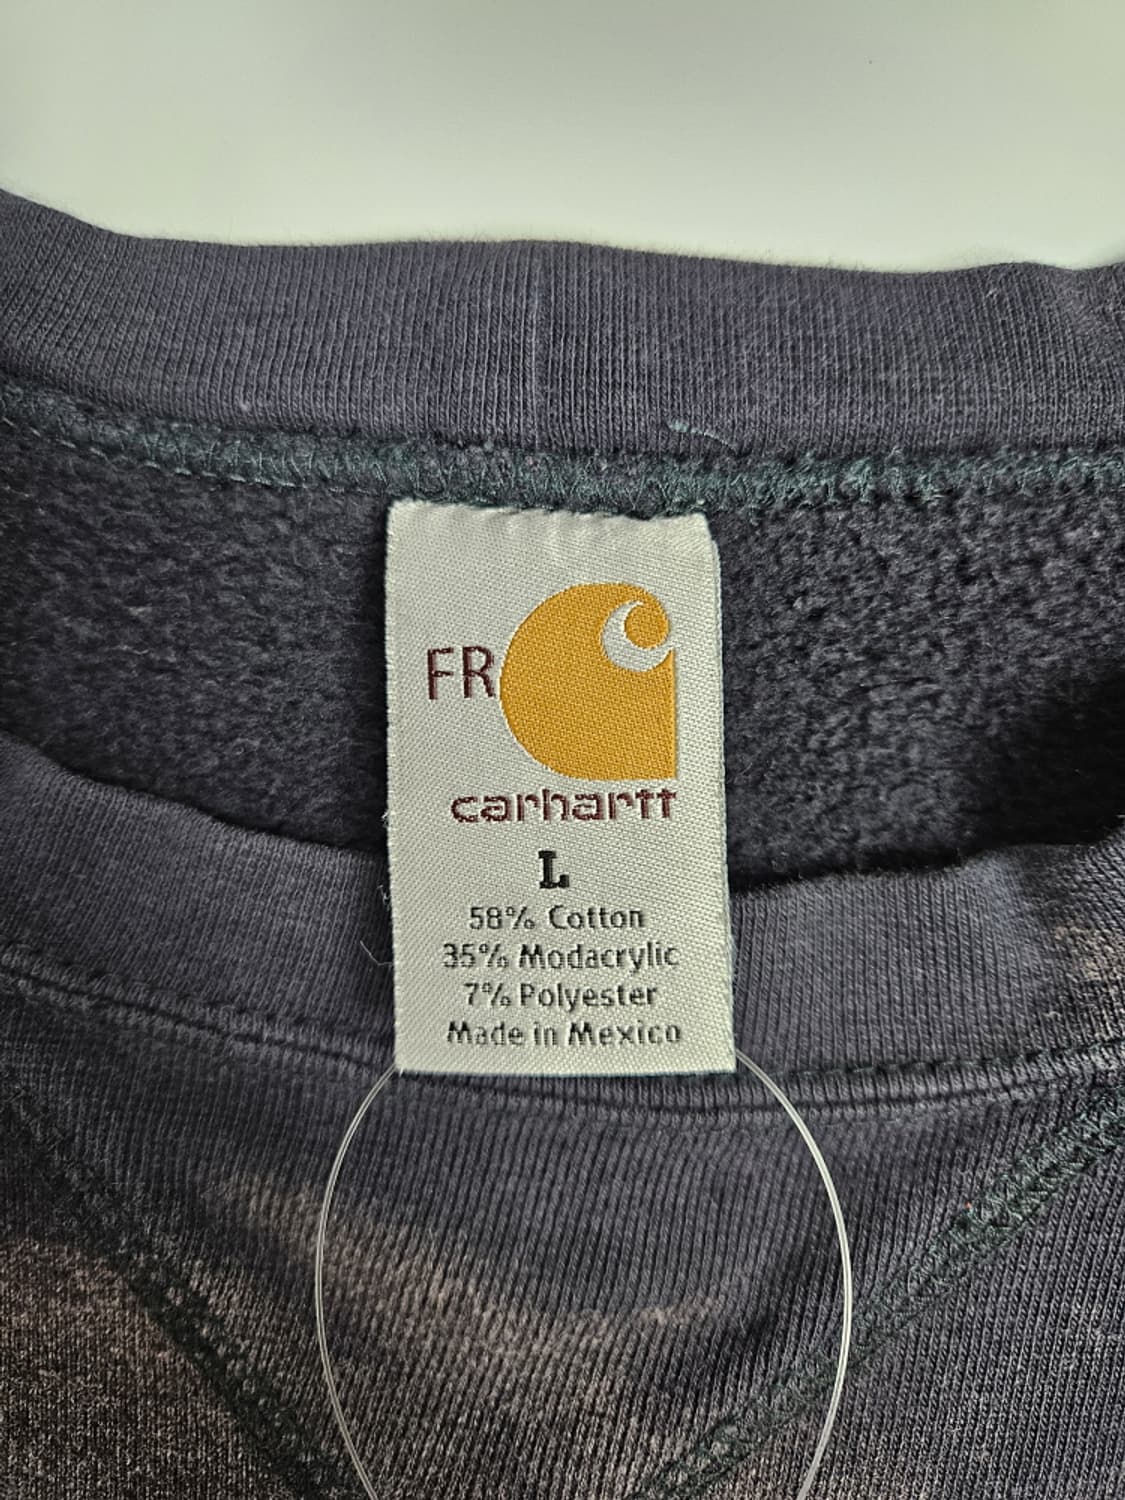 FR
carhartt
L
58% Cotton
35% Modacrylic
7% Polyester
Made in Mexico